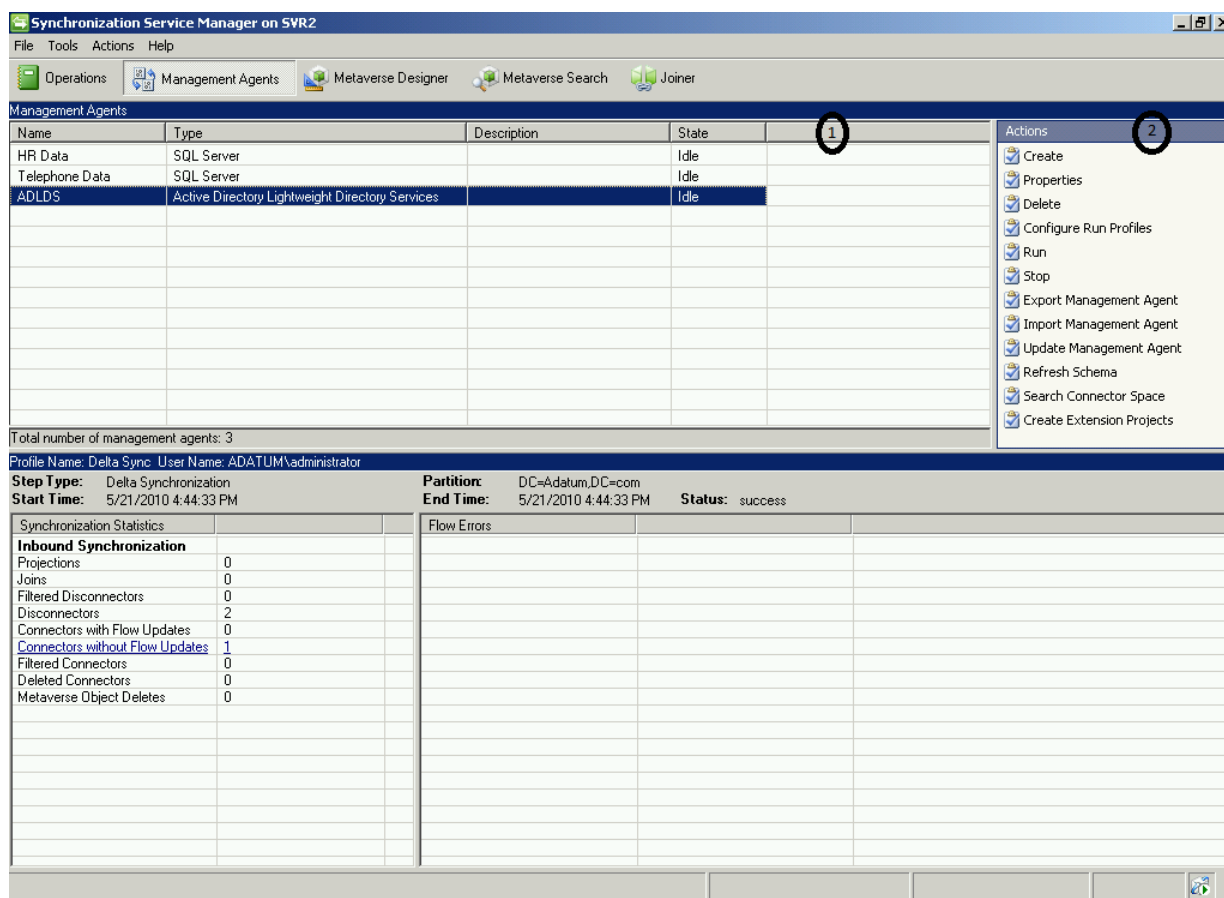 Synchronization Service Manager on SVR2
File Tools Actions Help
Operations Management Agents Metaverse Designer Metaverse Search Joiner
Management Agents
Name Type Description State 1
HR Data SQL Server Idle
Telephone Data SQL Server Idle
ADLDS Active Directory Lightweight Directory Services Idle
Total number of management agents: 3
Actions 2
Create
Properties
Delete
Configure Run Profiles
Run
Stop
Export Management Agent
Import Management Agent
Update Management Agent
Refresh Schema
Search Connector Space
Create Extension Projects
Profile Name: Delta Sync User Name: ADATUM\administrator
Step Type: Delta Synchronization Partition: DC=Adatum,DC=com
Start Time: 5/21/2010 4:44:33 PM End Time: 5/21/2010 4:44:33 PM Status: success
Synchronization Statistics
Inbound Synchronization
Projections 0
Joins 0
Filtered Disconnectors 0
Disconnectors 2
Connectors with Flow Updates 0
Connectors without Flow Updates 1
Filtered Connectors 0
Deleted Connectors 0
Metaverse Object Deletes 0
Flow Errors